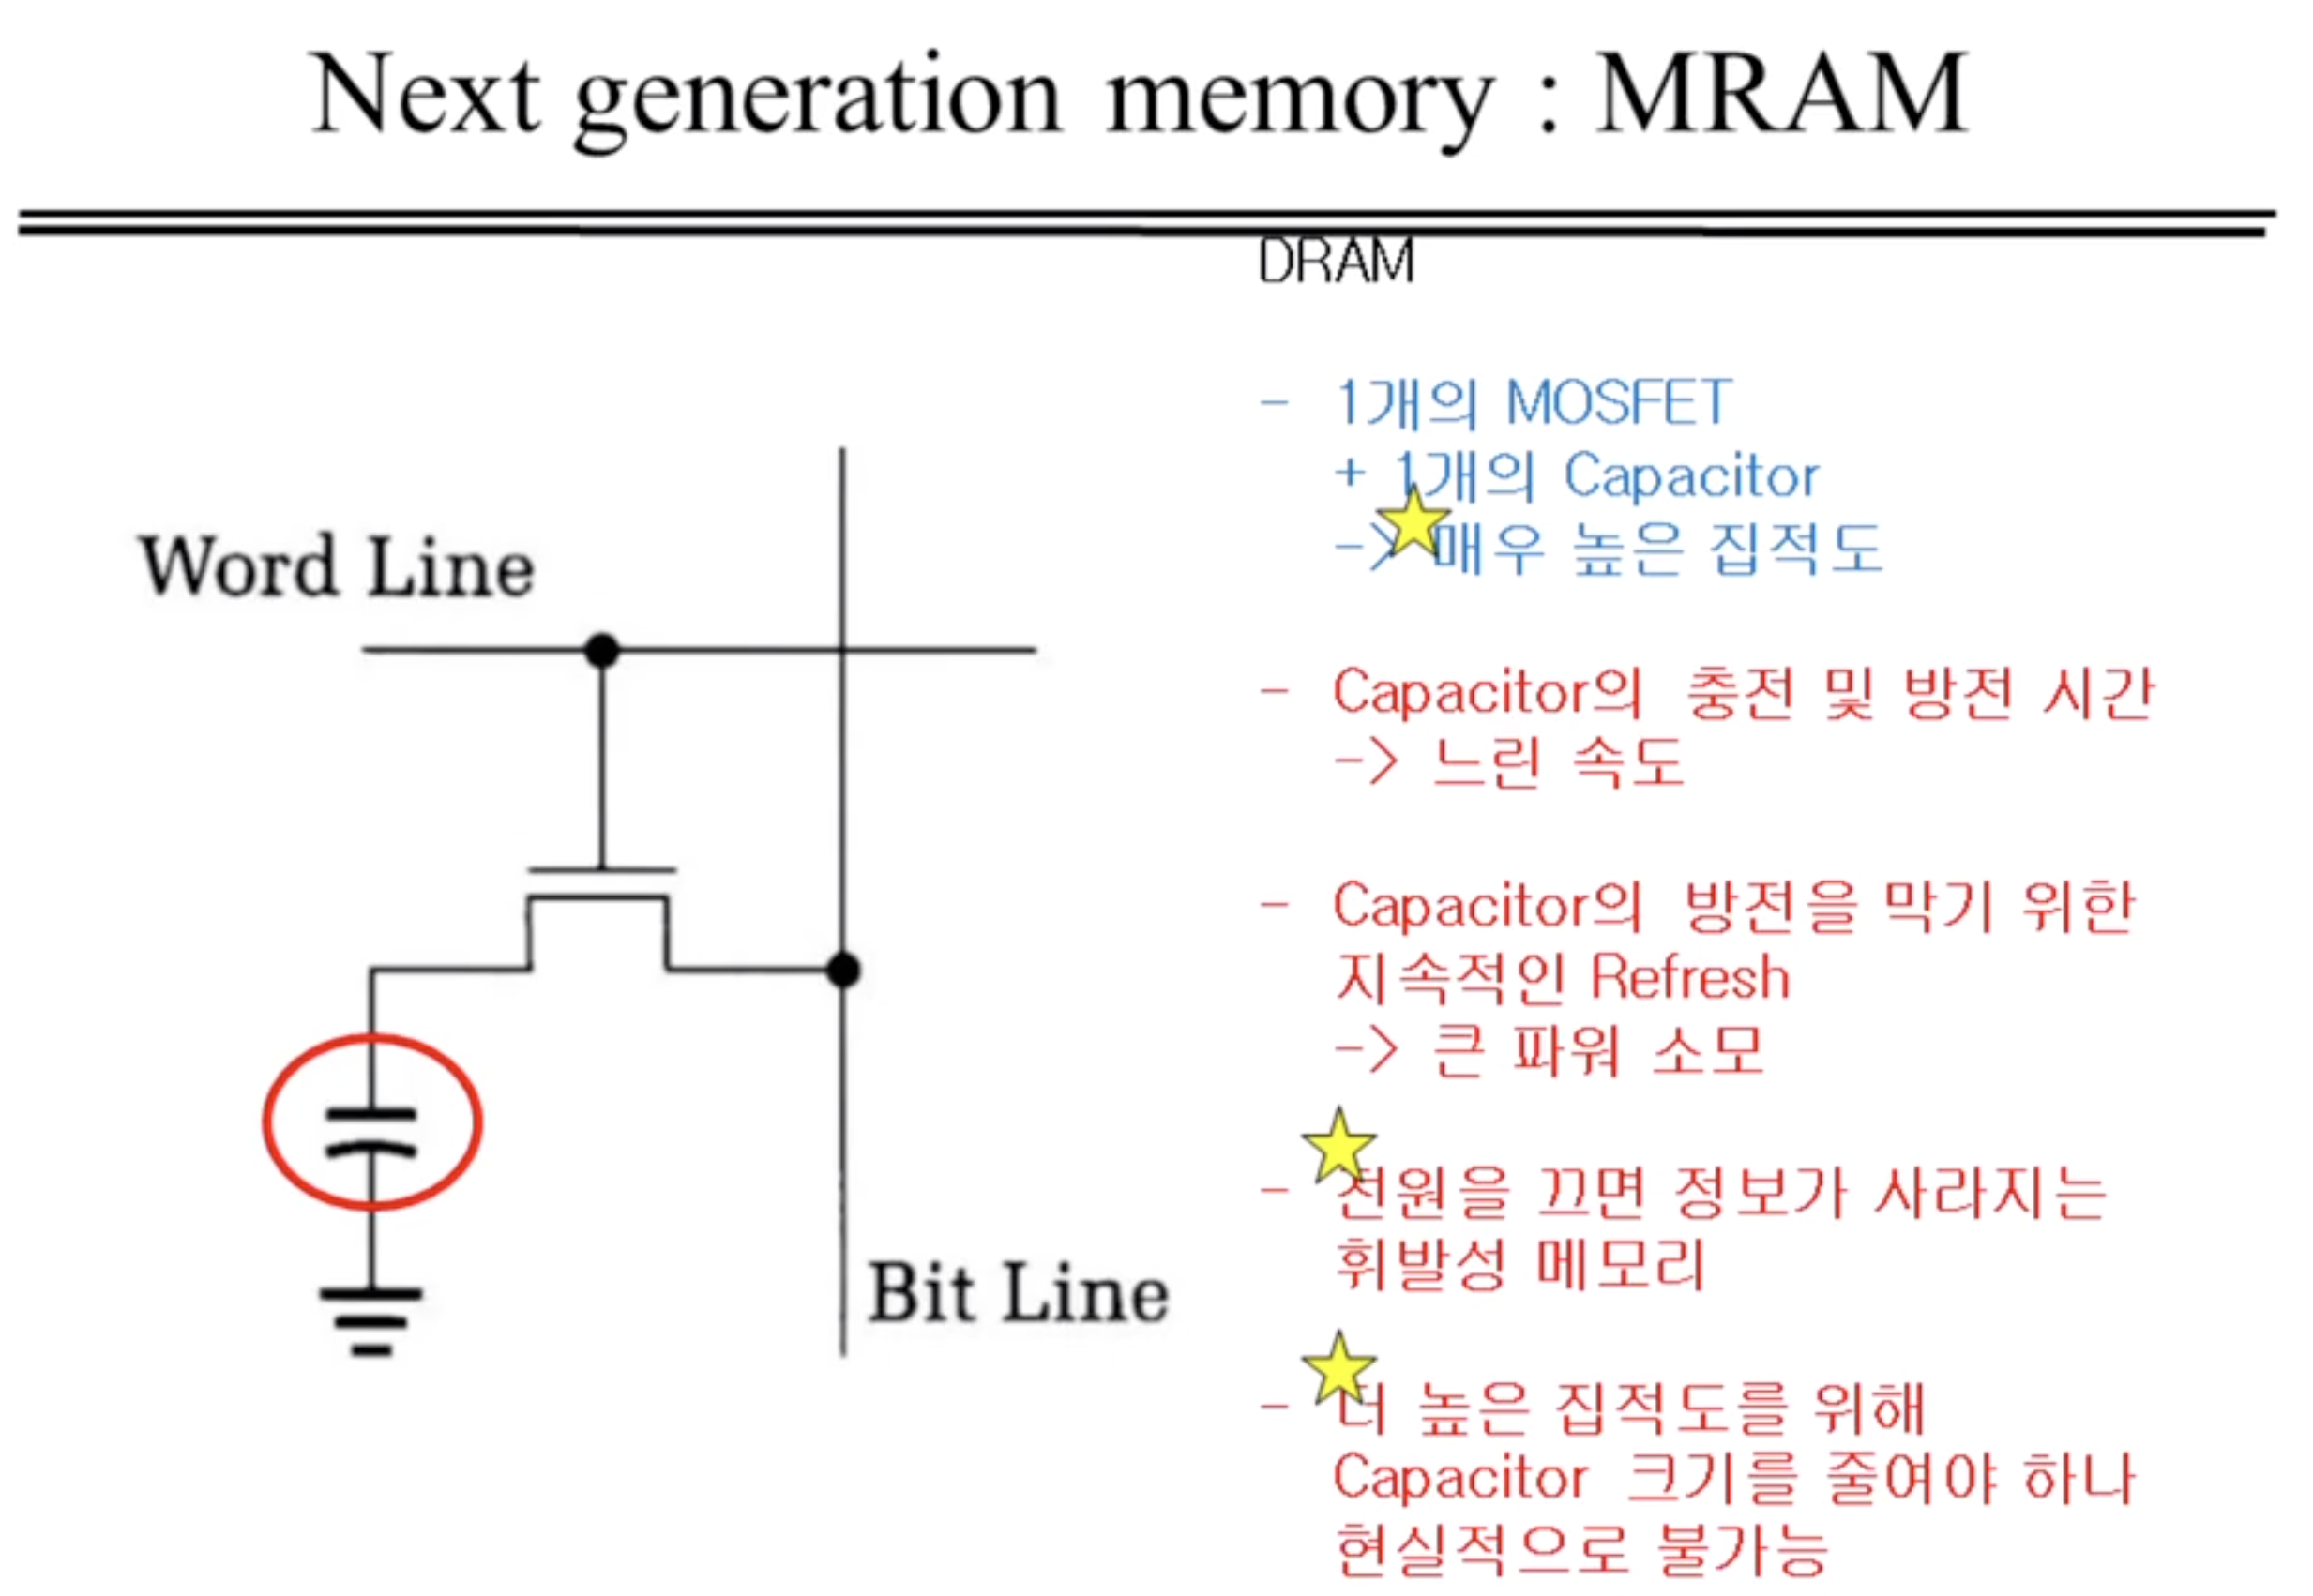 Next generation memory : MRAM
DRAM
Word Line
Bit Line
- 1개의 MOSFET
+ 1개의 Capacitor
-> 매우 높은 집적도
- Capacitor의 충전 및 방전 시간
-> 느린 속도
- Capacitor의 방전을 막기 위한
지속적인 Refresh
-> 큰 파워 소모
- 전원을 끄면 정보가 사라지는
휘발성 메모리
- 더 높은 집적도를 위해
Capacitor 크기를 줄여야 하나
현실적으로 불가능